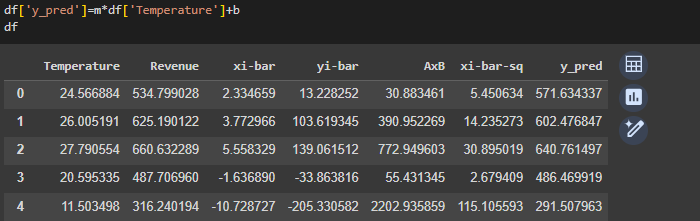 df['y_pred']=m*df['Temperature']+b
df
Temperature Revenue xi-bar yi-bar AxB xi-bar-sq y_pred
0 24.566884 534.799028 2.334659 13.228252 30.883461 5.450634 571.634337
1 26.005191 625.190122 3.772966 103.619345 390.952269 14.235273 602.476847
2 27.790554 660.632289 5.558329 139.061512 772.949603 30.895019 640.761497
3 20.595335 487.706960 -1.636890 -33.863816 55.431345 2.679409 486.469919
4 11.503498 316.240194 -10.728727 -205.330582 2202.935859 115.105593 291.507963